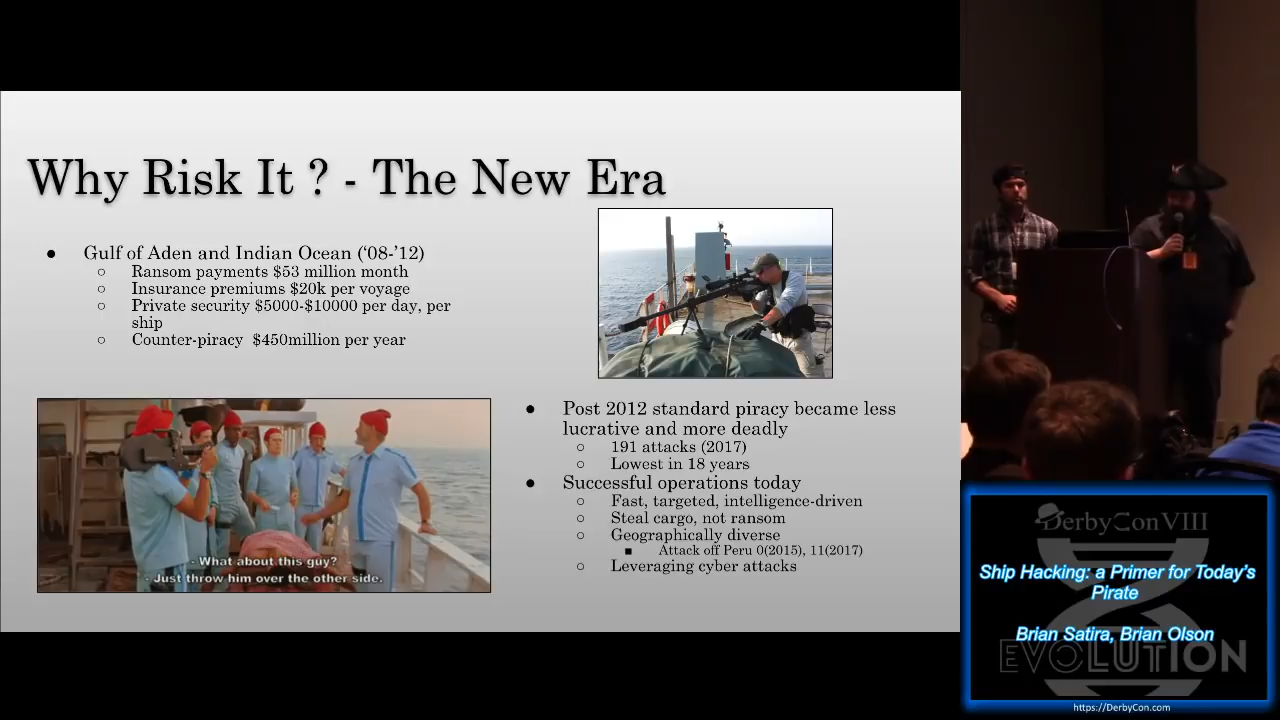 Why Risk It ? - The New Era
● Gulf of Aden and Indian Ocean (‘08-’12)
○ Ransom payments $53 million month
○ Insurance premiums $20k per voyage
○ Private security $5000-$10000 per day, per
ship
○ Counter-piracy $450million per year
- What about this guy?
- Just throw him over the other side.
● Post 2012 standard piracy became less
lucrative and more deadly
○ 191 attacks (2017)
○ Lowest in 18 years
● Successful operations today
○ Fast, targeted, intelligence-driven
○ Steal cargo, not ransom
○ Geographically diverse
■ Attack off Peru 0(2015), 11(2017)
○ Leveraging cyber attacks
DerbyCon VIII
Ship Hacking: a Primer for Today's
Pirate
Brian Satira, Brian Olson
EVOLUTION
https://DerbyCon.com